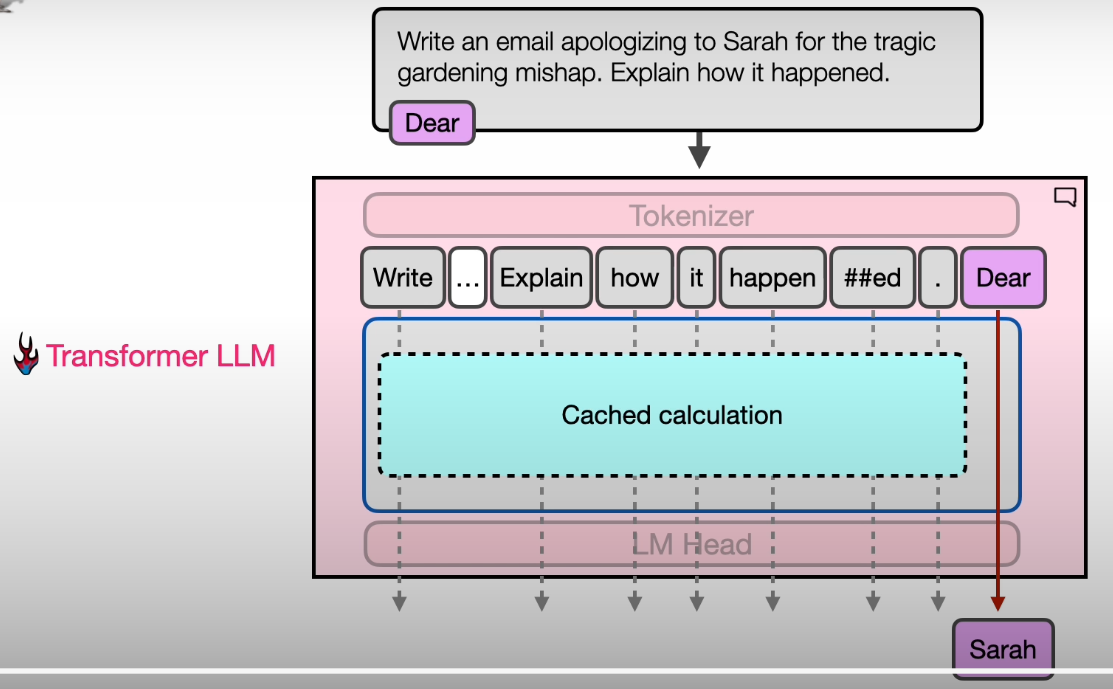 Write an email apologizing to Sarah for the tragic
gardening mishap. Explain how it happened.
Dear
Tokenizer
Write ... Explain how it happen ##ed . Dear
Transformer LLM
Cached calculation
LM Head
Sarah